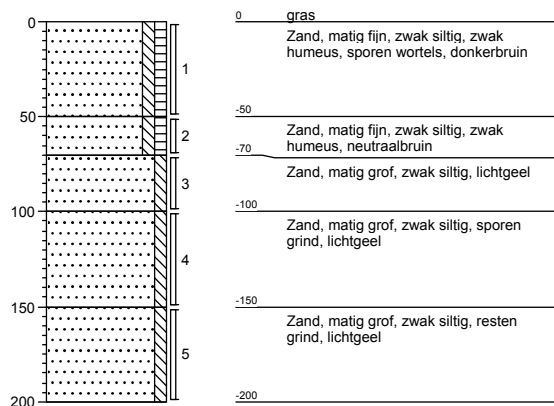 0
50
100
150
200
1
2
3
4
5
0
gras
Zand, matig fijn, zwak siltig, zwak
humeus, sporen wortels, donkerbruin
-50
Zand, matig fijn, zwak siltig, zwak
humeus, neutraalbruin
-70
Zand, matig grof, zwak siltig, lichtgeel
-100
Zand, matig grof, zwak siltig, sporen
grind, lichtgeel
-150
Zand, matig grof, zwak siltig, resten
grind, lichtgeel
-200